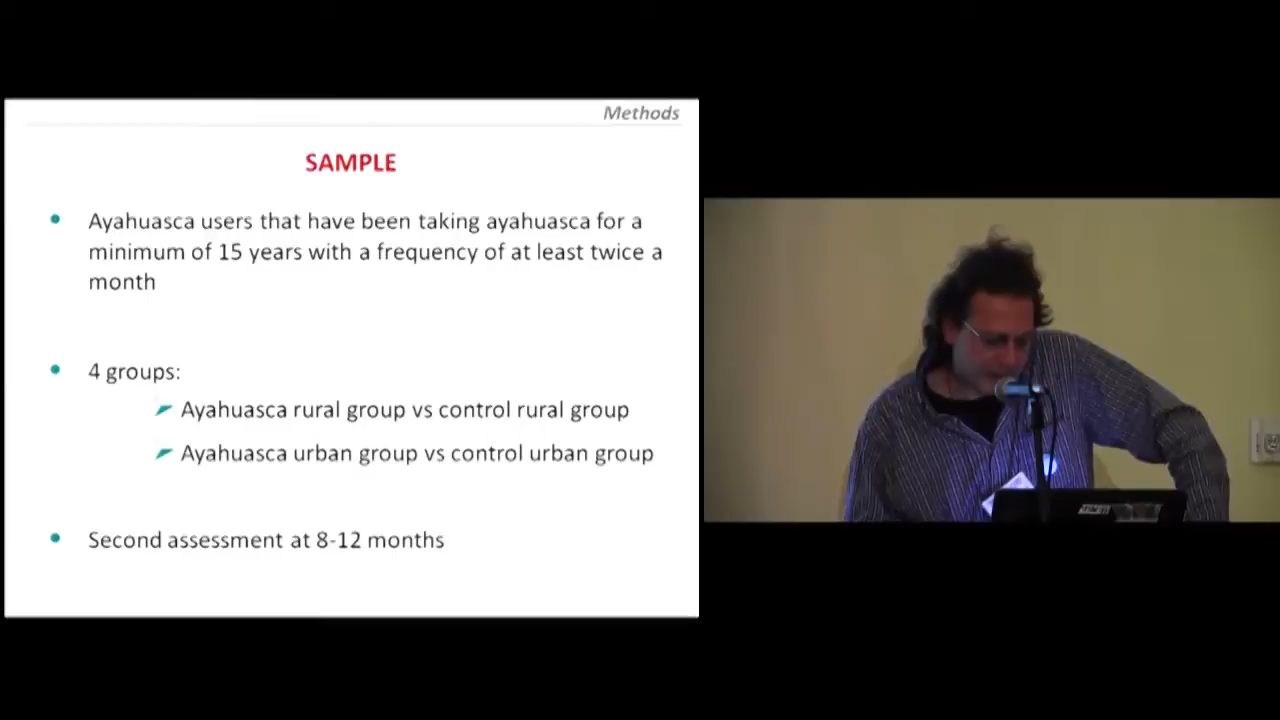 Methods
SAMPLE
• Ayahuasca users that have been taking ayahuasca for a
minimum of 15 years with a frequency of at least twice a
month
• 4 groups:
Ayahuasca rural group vs control rural group
Ayahuasca urban group vs control urban group
• Second assessment at 8-12 months